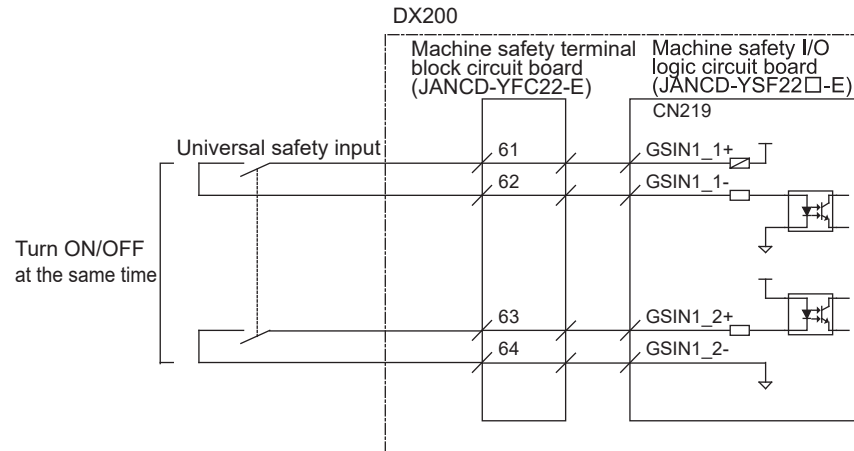 DX200
Machine safety terminal
block circuit board
(JANCD-YFC22-E)
Machine safety I/O
logic circuit board
(JANCD-YSF22□-E)
CN219
Universal safety input
61
GSIN1_1+
62
GSIN1_1-
Turn ON/OFF
at the same time
63
GSIN1_2+
64
GSIN1_2-